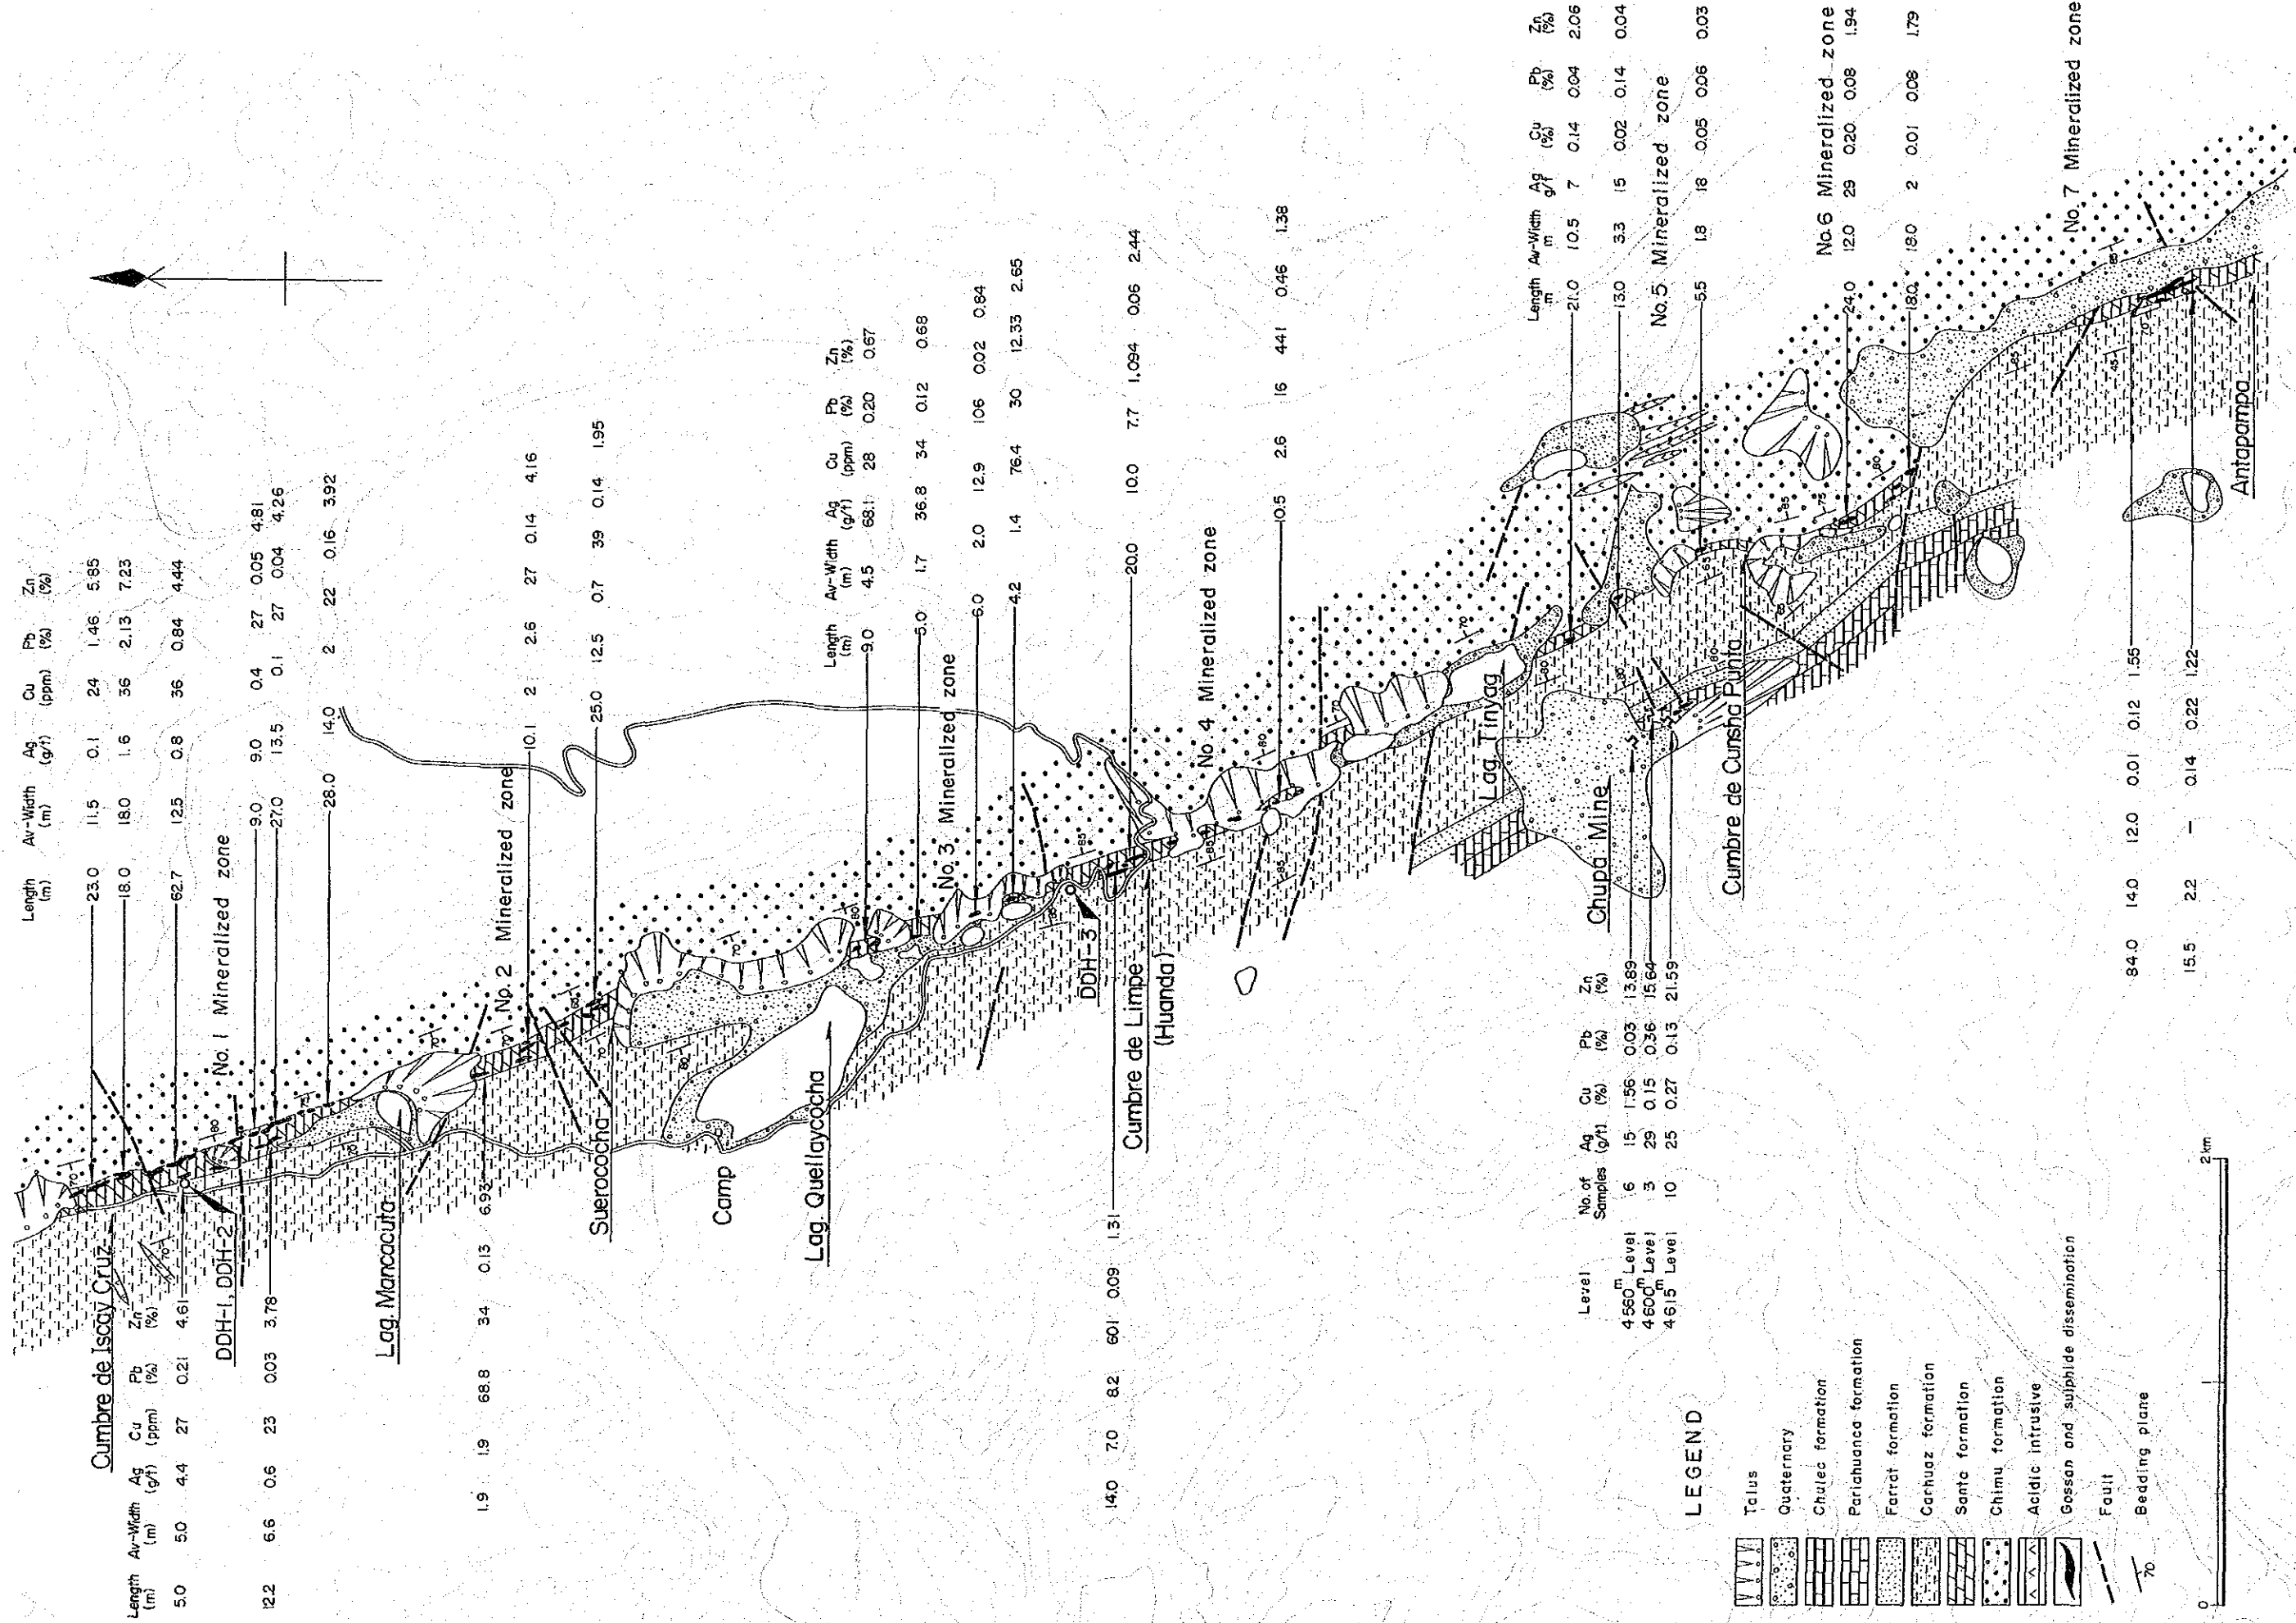 Length (m) Av-Width (m) Ag (g/t) Cu (ppm) Pb (%) Zn (%)
23.0 11.5 0.1 24 1.46 5.85
18.0 18.0 1.6 36 2.13 7.23
62.7 12.5 0.8 36 0.84 4.44
No. 1 Mineralized zone
9.0 9.0 0.4 27 0.05 4.81
27.0 13.5 0.1 27 0.04 4.26
28.0 14.0 2 22 0.16 3.92
Cumbre de Iscay Cruz
Length (m) Av-Width (m) Ag (g/t) Cu (ppm) Pb (%) Zn (%)
5.0 5.0 4.4 27 0.21 4.61
DDH-1, DDH-2
12.2 6.6 0.6 23 0.03 3.78
Lag. Mancacuta
No. 2 Mineralized zone
10.1 2 2.6 27 0.14 4.16
25.0 12.5 0.7 39 0.14 1.95
1.9 1.9 68.8 34 0.13 6.93
Suerococha
Camp
Lag. Quellaycocha
Length (m) Av-Width (m) Ag (g/t) Cu (ppm) Pb (%) Zn (%)
9.0 4.5 68.1 28 0.20 0.67
5.0 1.7 36.8 34 0.12 0.68
No. 3 Mineralized zone
6.0 2.0 12.9 106 0.02 0.84
4.2 1.4 76.4 30 12.33 2.65
DDH-3
20.0 10.0 7.7 1,094 0.06 2.44
14.0 7.0 8.2 601 0.09 1.31
Cumbre de Limpe
(Huanda)
No 4 Mineralized zone
10.5 2.6 16 441 0.46 1.38
Lag. Tinyag
Length m Av-Width m Ag g/t Cu (%) Pb (%) Zn (%)
21.0 10.5 7 0.14 0.04 2.06
13.0 3.3 15 0.02 0.14 0.04
No. 5 Mineralized zone
5.5 1.8 18 0.05 0.06 0.03
Chupa Mine
Level No. of Samples Ag (g/t) Cu (%) Pb (%) Zn (%)
4560m Level 6 15 1.56 0.03 13.89
4600m Level 3 29 0.15 0.36 15.64
4615m Level 10 25 0.27 0.13 21.59
Cumbre de Cunsha Punta
No. 6 Mineralized zone
24.0 12.0 29 0.20 0.08 1.94
18.0 18.0 2 0.01 0.08 1.79
No. 7 Mineralized zone
84.0 14.0 12.0 0.01 0.12 1.55
15.5 2.2 – 0.14 0.22 1.22
Antapampa
LEGEND
Talus
Quaternary
Chulec formation
Pariahuanca formation
Farrat formation
Carhuaz formation
Santa formation
Chimu formation
Acidic intrusive
Gossan and sulphide dissemination
Fault
70 Bedding plane
0 1 2km